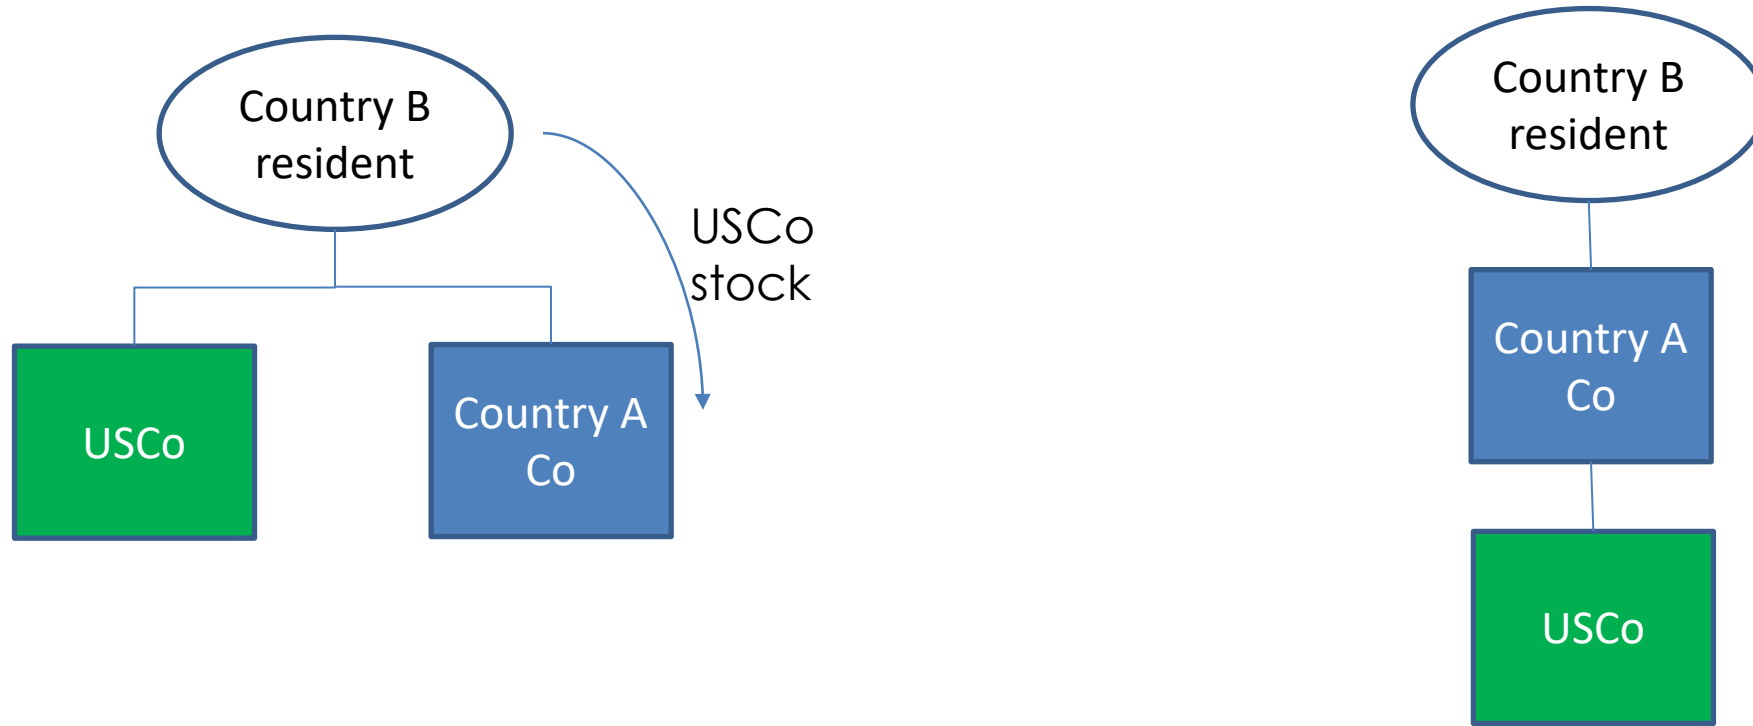 Country B
resident
USCo
stock
USCo
Country A
Co
Country B
resident
Country A
Co
USCo